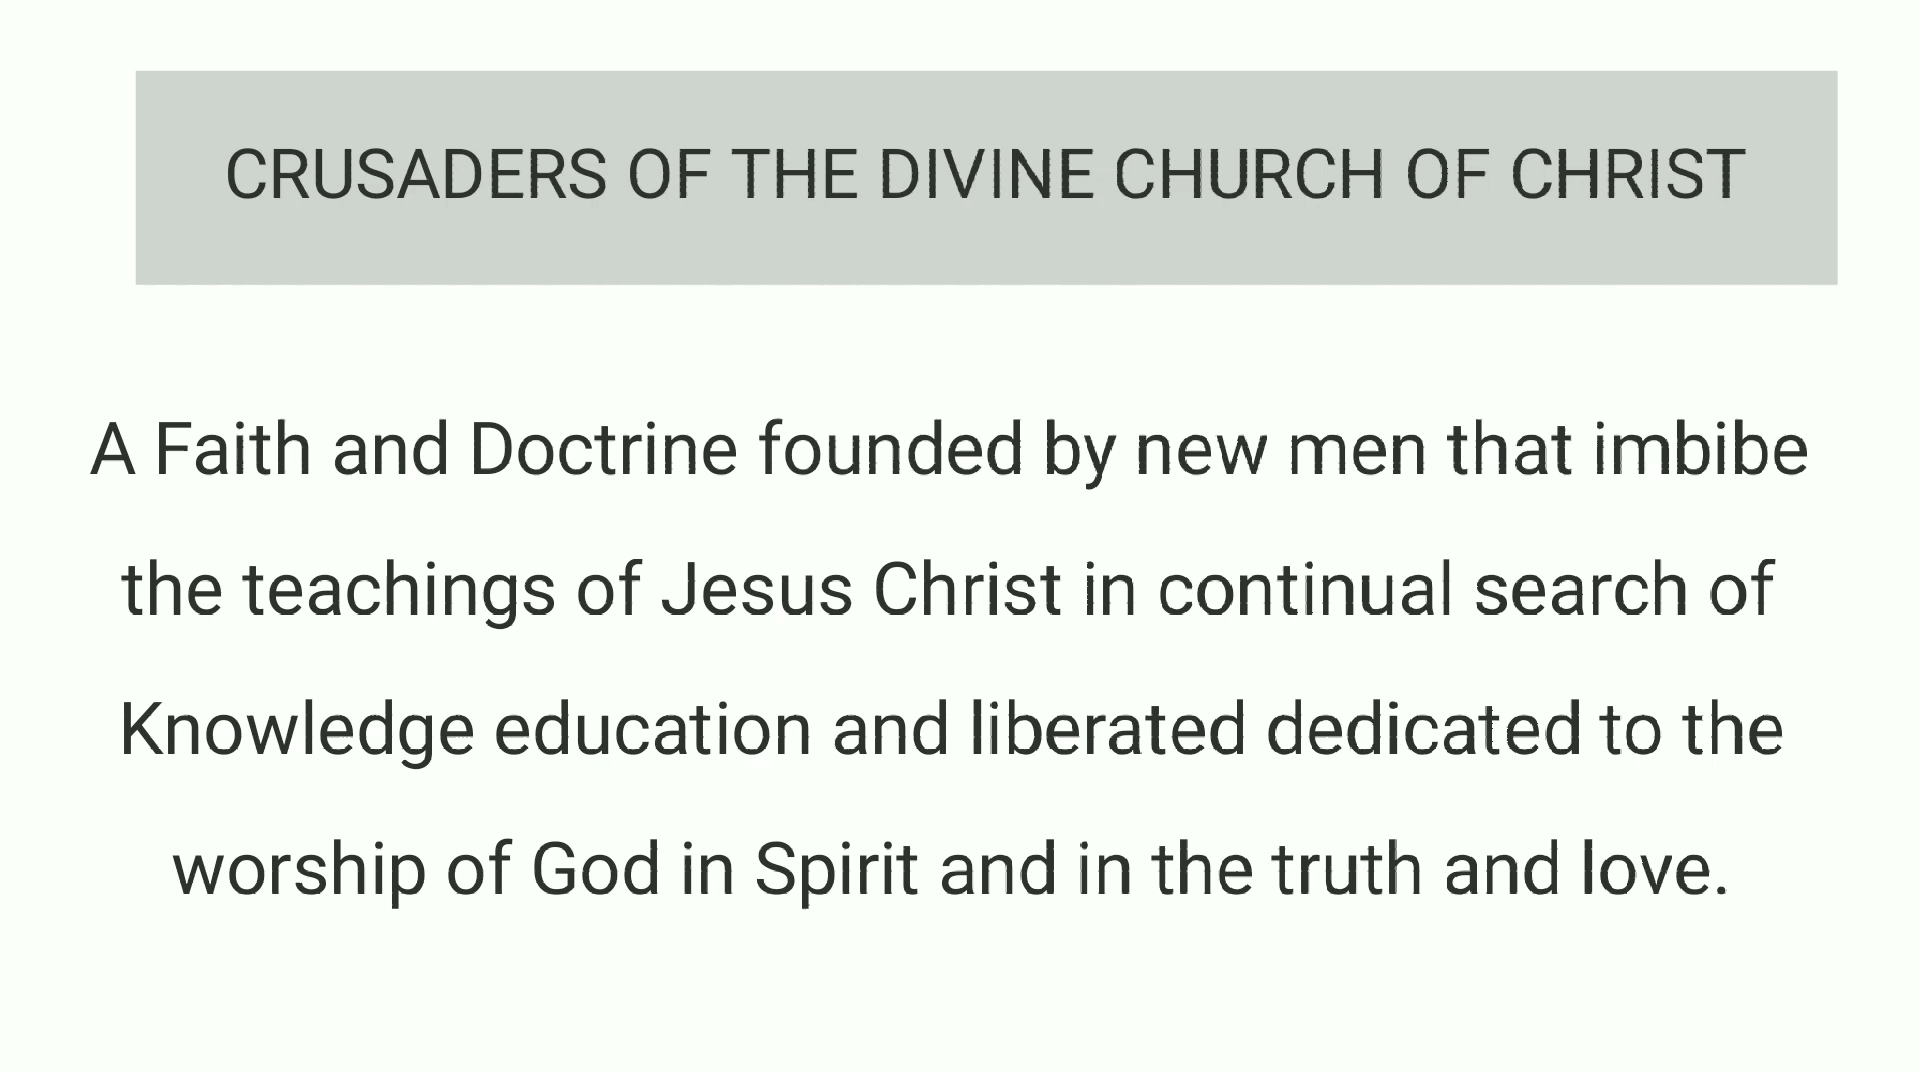 CRUSADERS OF THE DIVINE CHURCH OF CHRIST
A Faith and Doctrine founded by new men that imbibe
the teachings of Jesus Christ in continual search of
Knowledge education and liberated dedicated to the
worship of God in Spirit and in the truth and love.